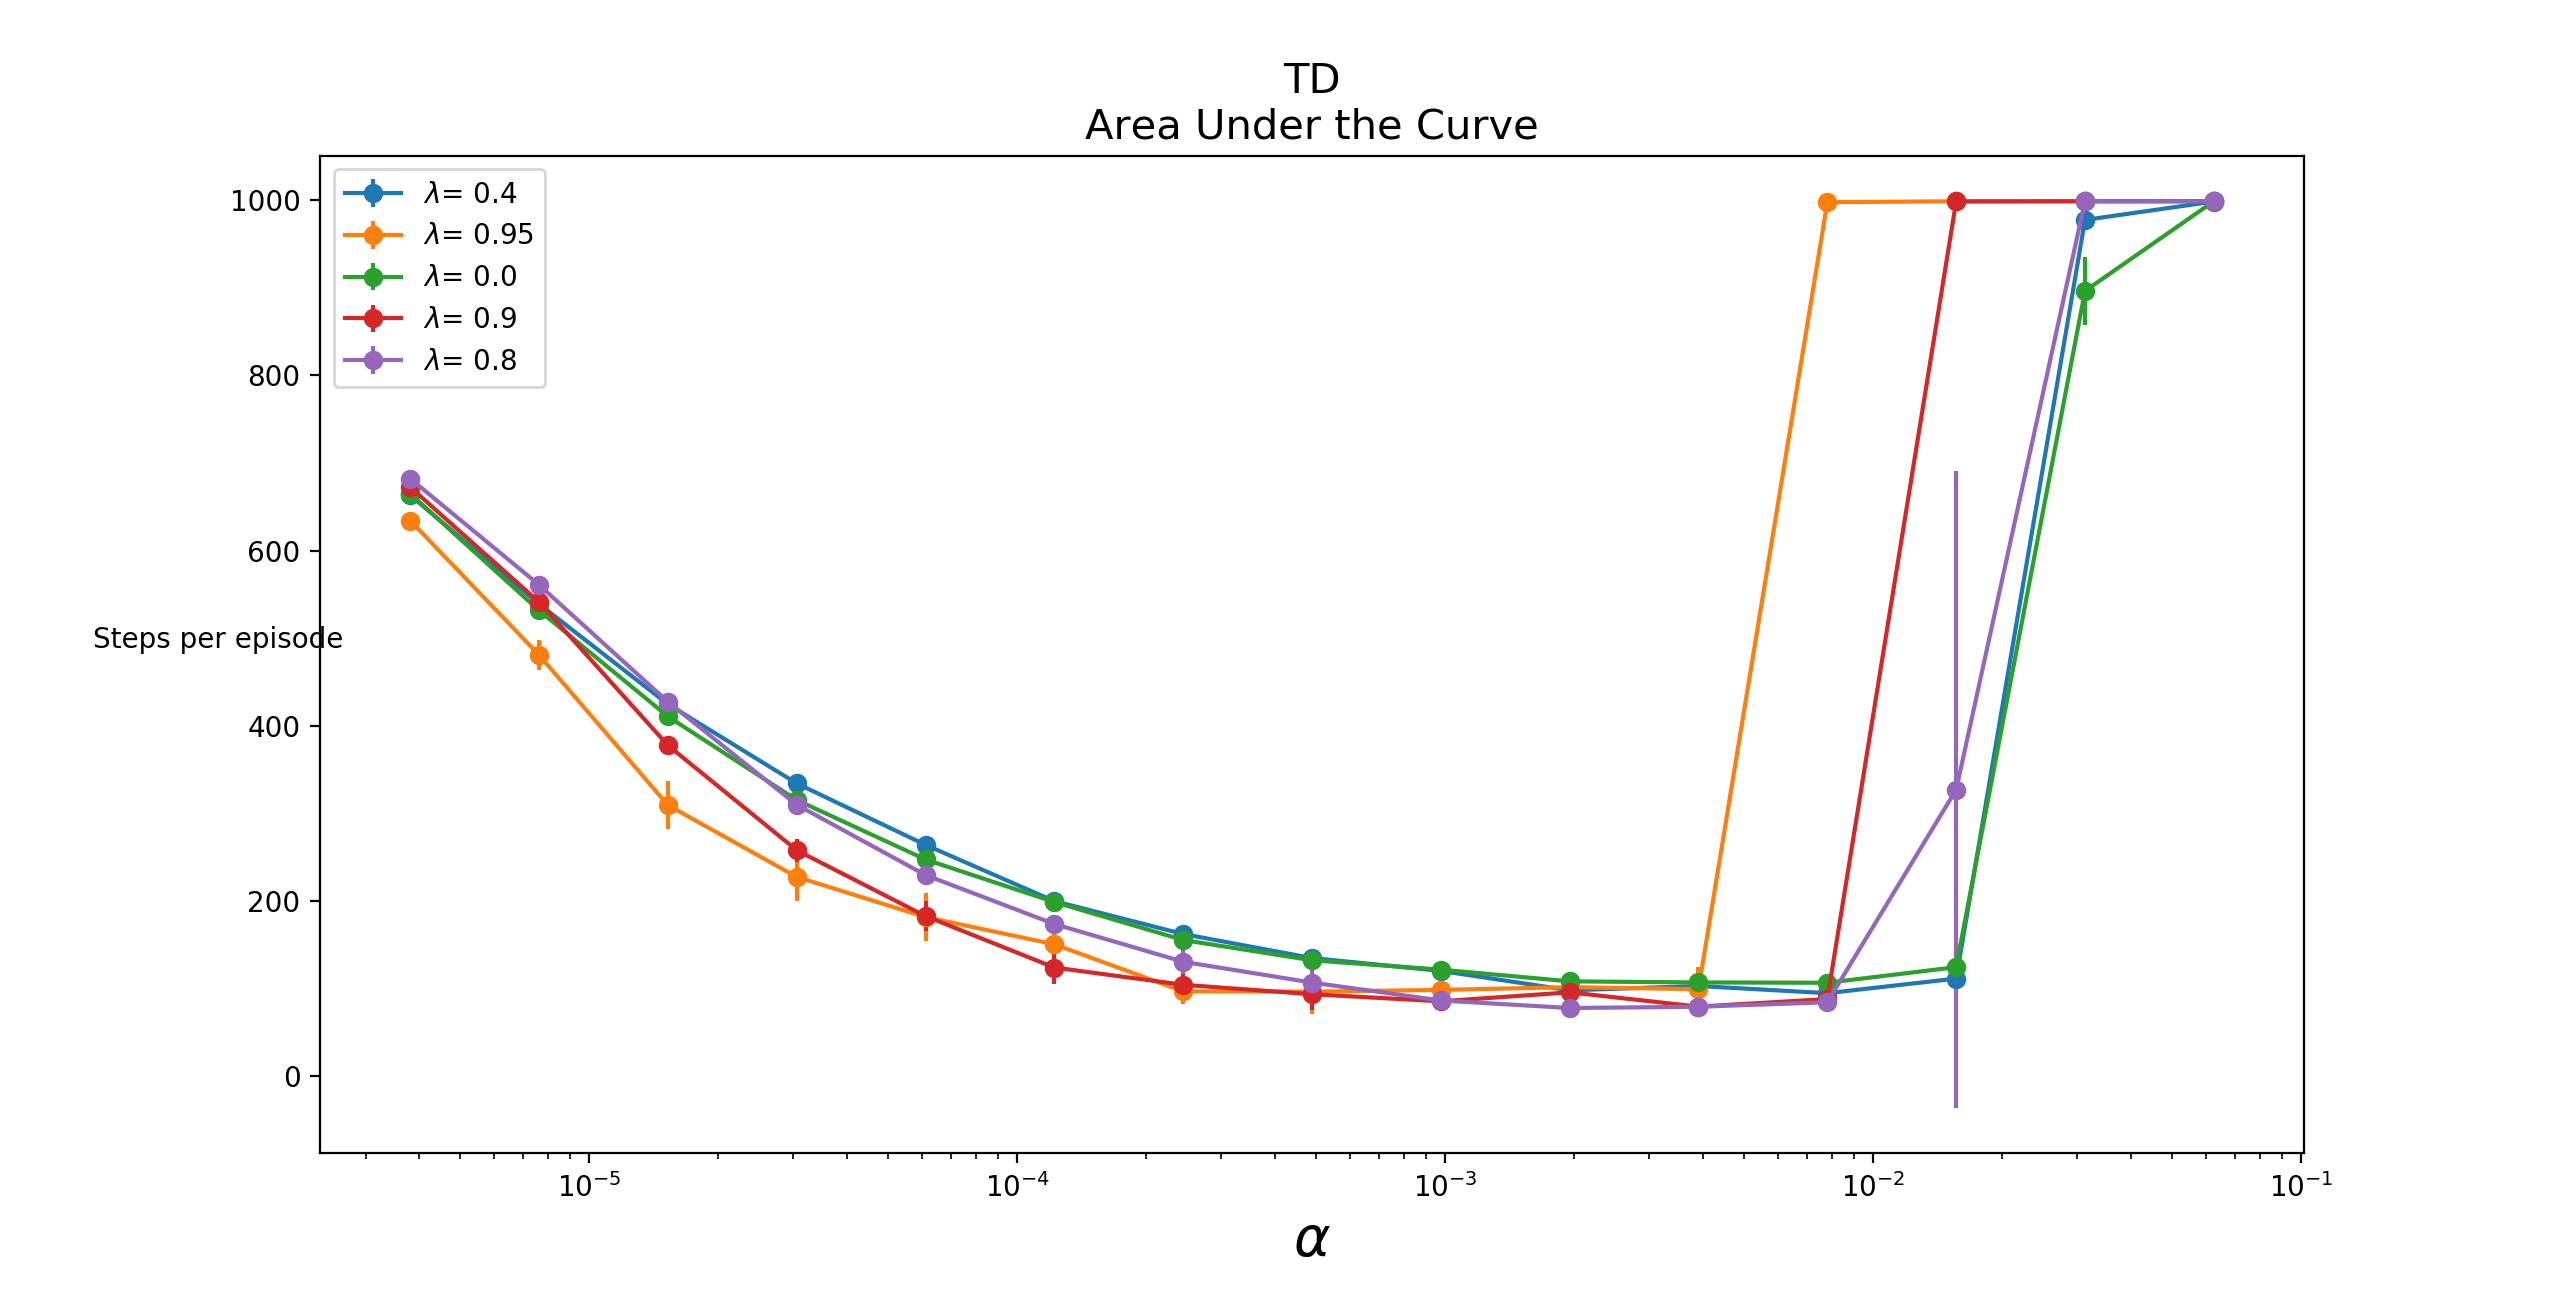 TD
Area Under the Curve
λ= 0.4
λ= 0.95
λ= 0.0
λ= 0.9
λ= 0.8
1000
800
600
Steps per episode
400
200
0
10⁻⁵ 10⁻⁴ 10⁻³ 10⁻² 10⁻¹
α